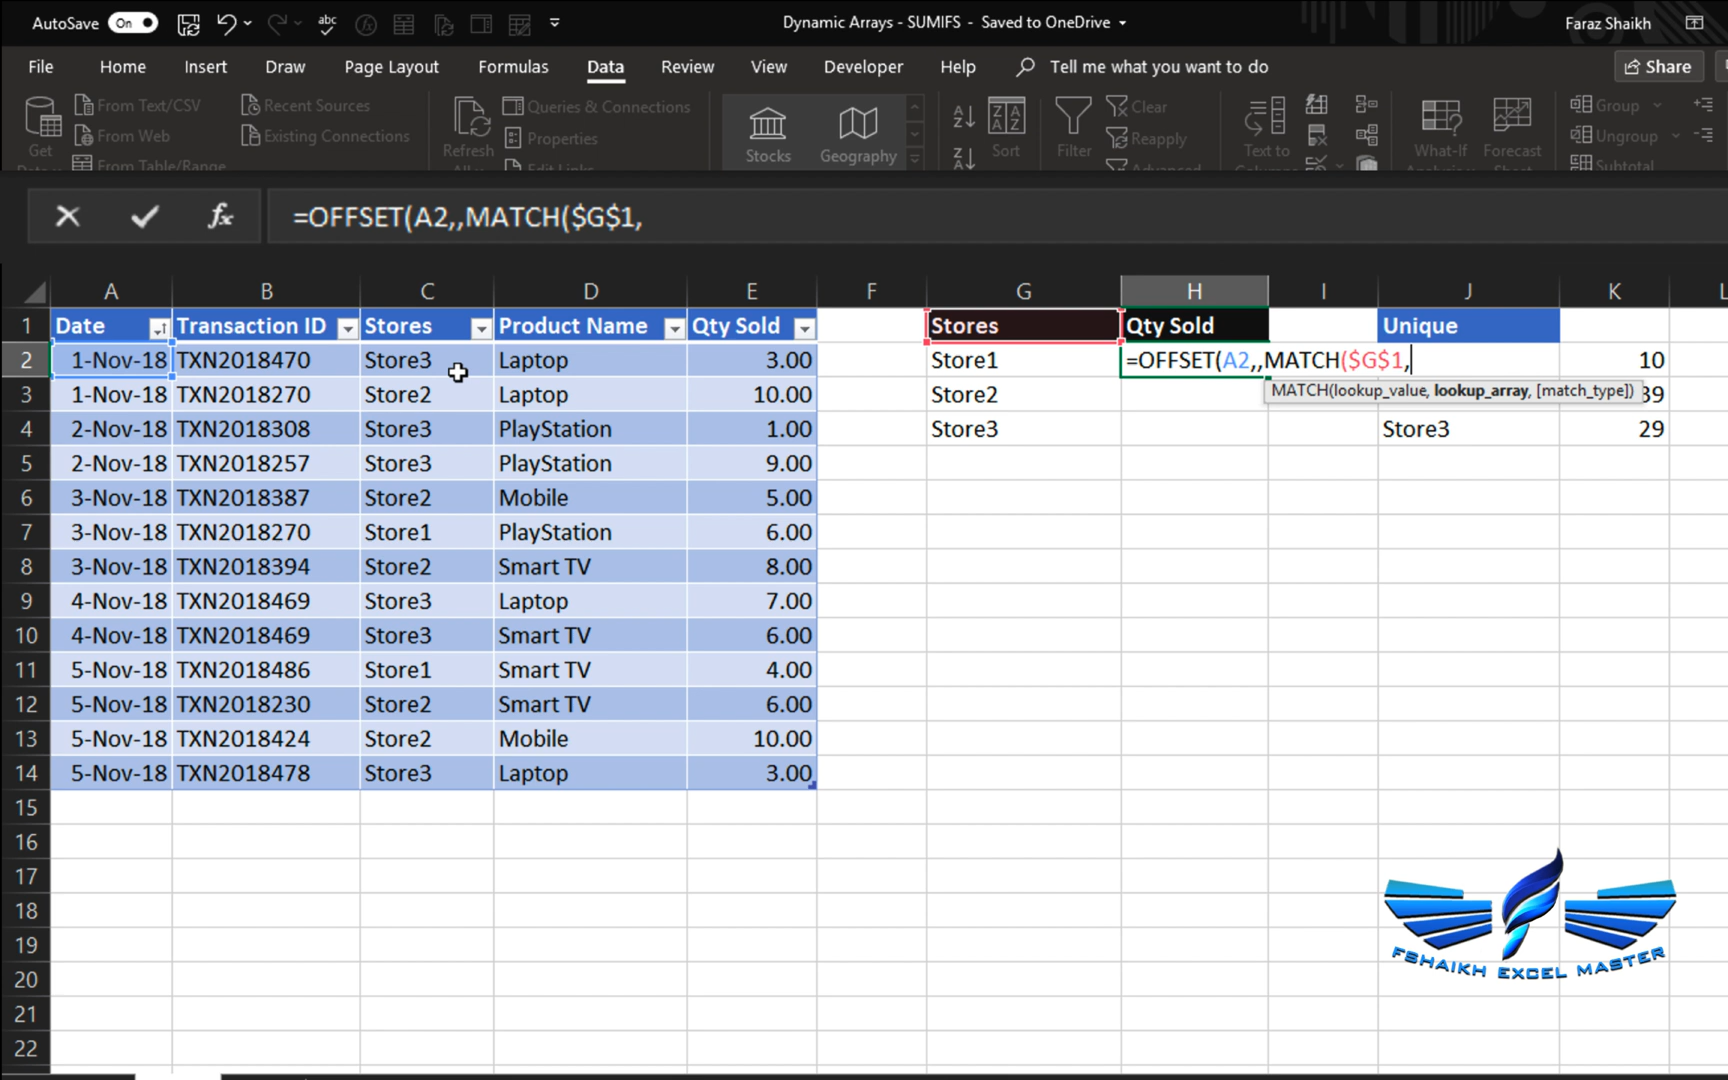 AutoSave On abc Dynamic Arrays - SUMIFS - Saved to OneDrive Faraz Shaikh
File Home Insert Draw Page Layout Formulas Data Review View Developer Help Tell me what you want to do Share
From Text/CSV Recent Sources Queries & Connections Clear Group
From Web Existing Connections Properties Reapply Ungroup
Get Refresh Stocks Geography Sort Filter Text to What-If Forecast
From Table/Range Edit Links Advanced Subtotal
fx =OFFSET(A2,,MATCH($G$1,
A B C D E F G H I J K L
1 Date Transaction ID Stores Product Name Qty Sold Stores Qty Sold Unique
2 1-Nov-18 TXN2018470 Store3 Laptop 3.00 Store1 =OFFSET(A2,,MATCH($G$1, 10
MATCH(lookup_value, lookup_array, [match_type])
3 1-Nov-18 TXN2018270 Store2 Laptop 10.00 Store2 39
4 2-Nov-18 TXN2018308 Store3 PlayStation 1.00 Store3 Store3 29
5 2-Nov-18 TXN2018257 Store3 PlayStation 9.00
6 3-Nov-18 TXN2018387 Store2 Mobile 5.00
7 3-Nov-18 TXN2018270 Store1 PlayStation 6.00
8 3-Nov-18 TXN2018394 Store2 Smart TV 8.00
9 4-Nov-18 TXN2018469 Store3 Laptop 7.00
10 4-Nov-18 TXN2018469 Store3 Smart TV 6.00
11 5-Nov-18 TXN2018486 Store1 Smart TV 4.00
12 5-Nov-18 TXN2018230 Store2 Smart TV 6.00
13 5-Nov-18 TXN2018424 Store2 Mobile 10.00
14 5-Nov-18 TXN2018478 Store3 Laptop 3.00
15
16
17
18
19
20
21
22
FSHAIKH EXCEL MASTER